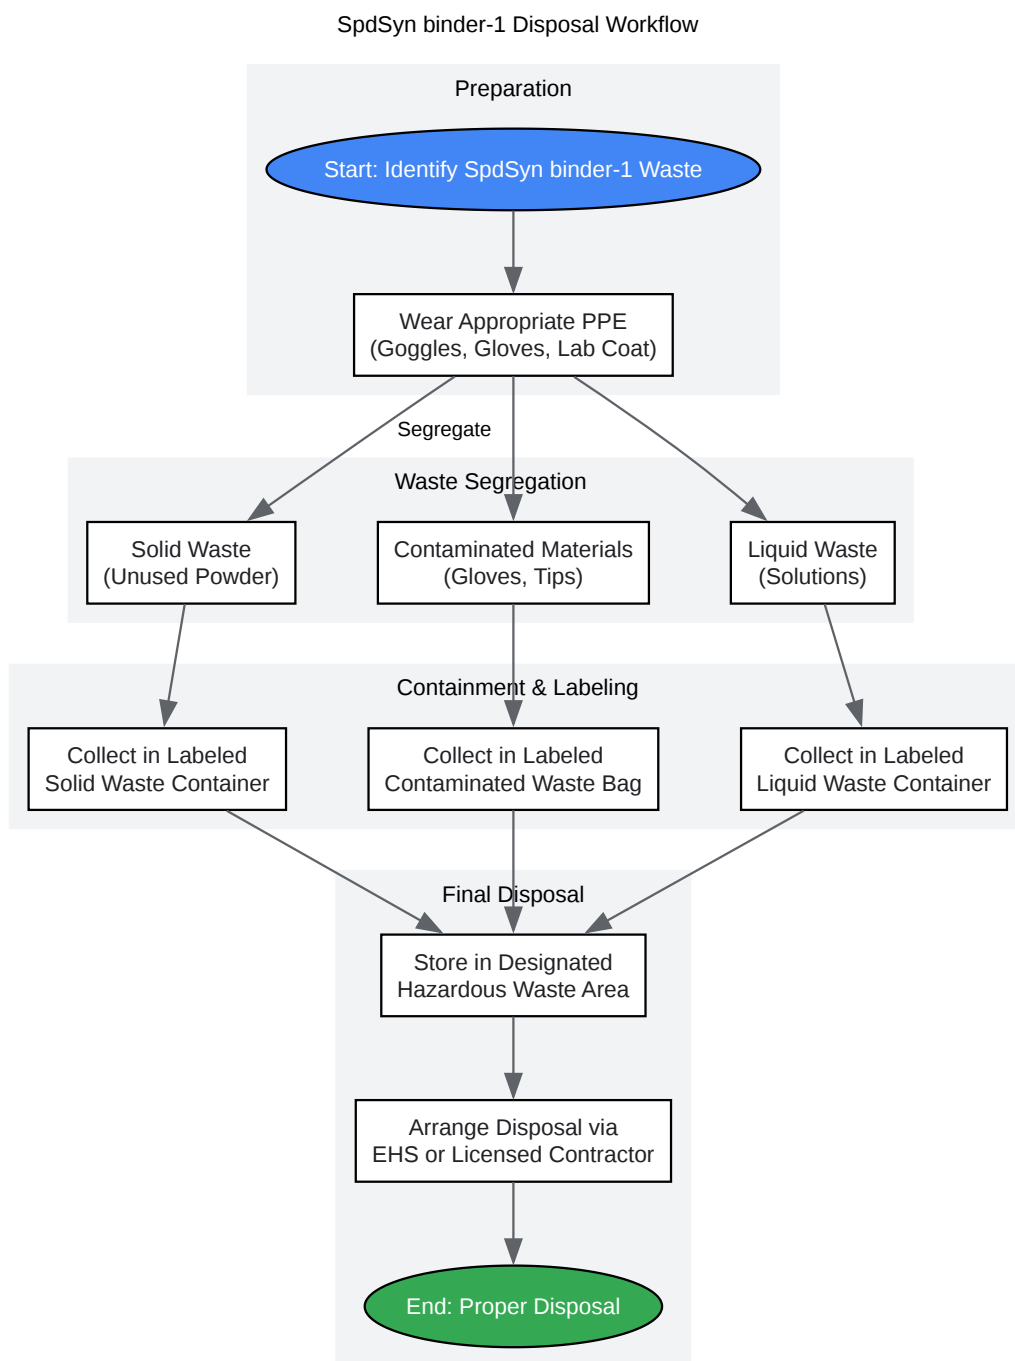 SpdSyn binder-1 Disposal Workflow
Preparation
Start: Identify SpdSyn binder-1 Waste
Wear Appropriate PPE
(Goggles, Gloves, Lab Coat)
Segregate
Waste Segregation
Solid Waste
(Unused Powder)
Contaminated Materials
(Gloves, Tips)
Liquid Waste
(Solutions)
Containment & Labeling
Collect in Labeled
Solid Waste Container
Collect in Labeled
Contaminated Waste Bag
Collect in Labeled
Liquid Waste Container
Final Disposal
Store in Designated
Hazardous Waste Area
Arrange Disposal via
EHS or Licensed Contractor
End: Proper Disposal